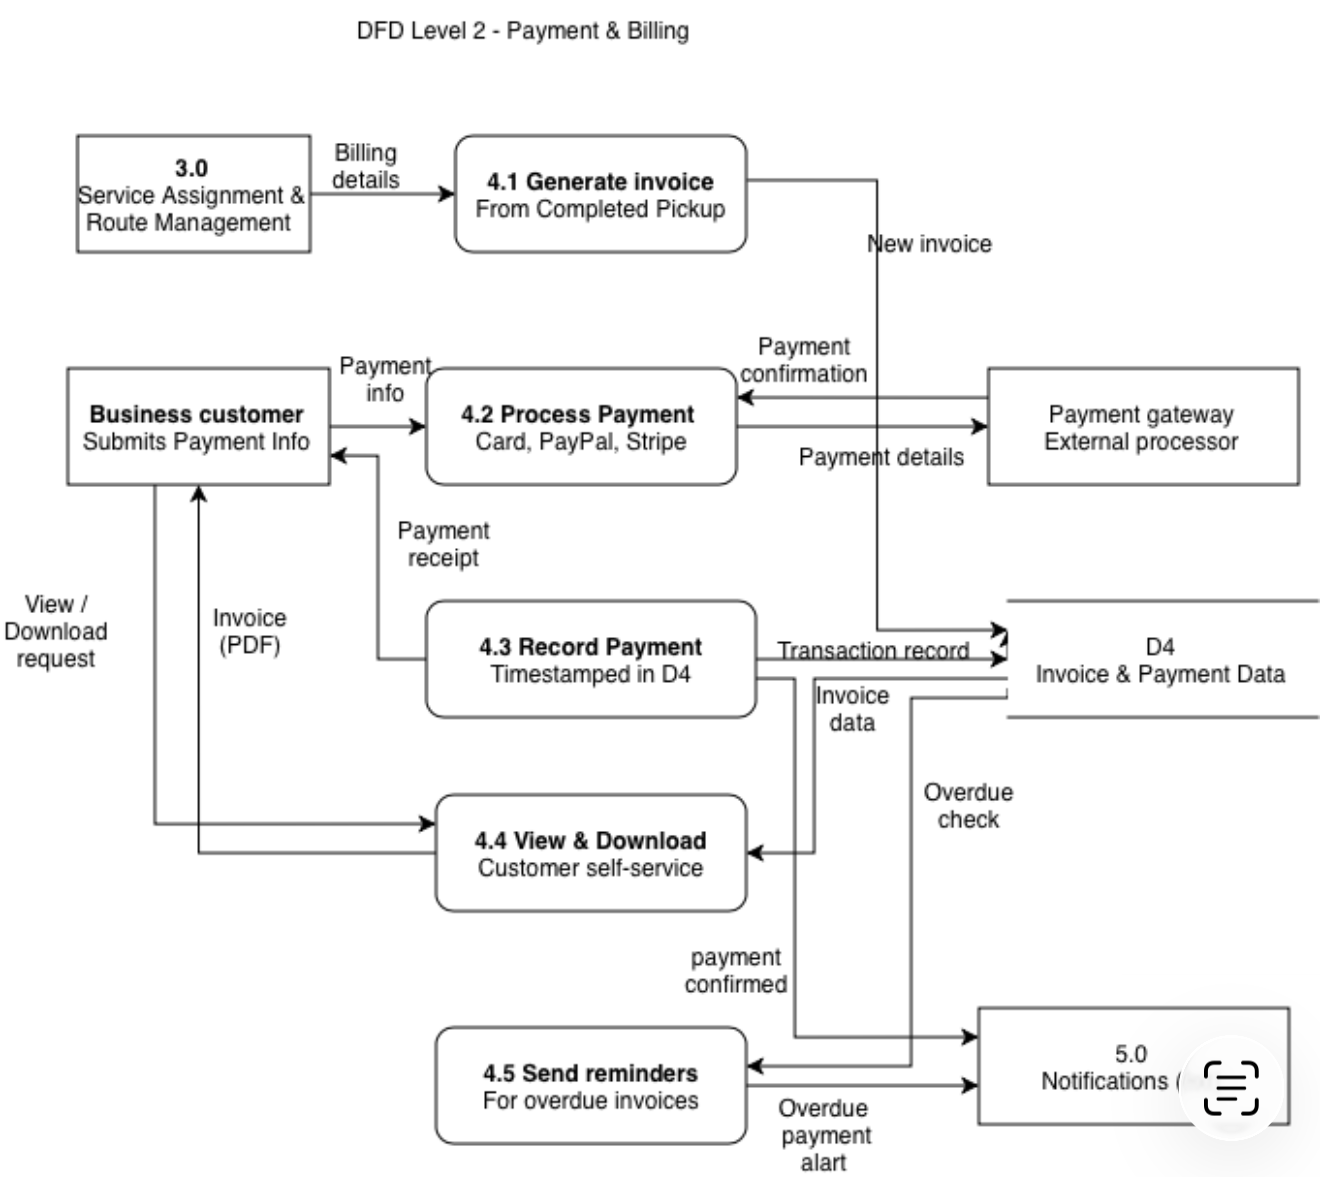 DFD Level 2 - Payment & Billing
3.0
Service Assignment &
Route Management
Billing
details
4.1 Generate invoice
From Completed Pickup
New invoice
Business customer
Submits Payment Info
Payment
info
4.2 Process Payment
Card, PayPal, Stripe
Payment
confirmation
Payment details
Payment gateway
External processor
Payment
receipt
View /
Download
request
Invoice
(PDF)
4.3 Record Payment
Timestamped in D4
Transaction record
D4
Invoice & Payment Data
Invoice
data
Overdue
check
4.4 View & Download
Customer self-service
payment
confirmed
4.5 Send reminders
For overdue invoices
Overdue
payment
alart
5.0
Notifications